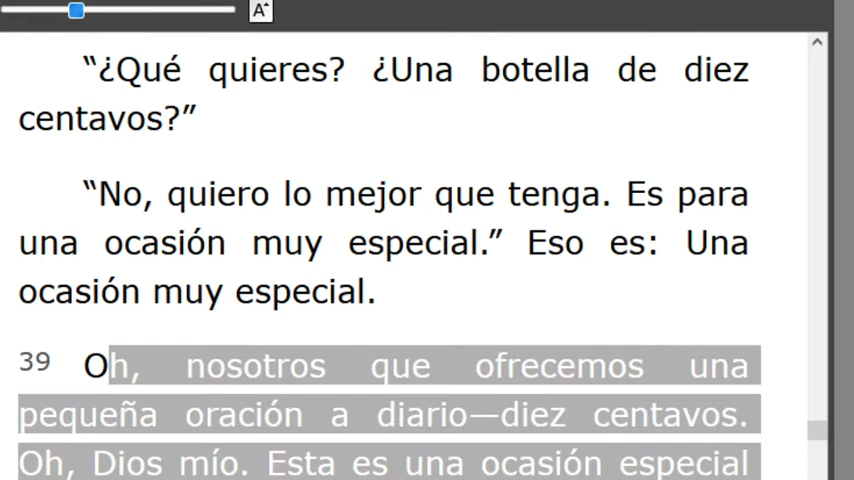 A
“¿Qué quieres? ¿Una botella de diez
centavos?”
“No, quiero lo mejor que tenga. Es para
una ocasión muy especial.” Eso es: Una
ocasión muy especial.
39 Oh, nosotros que ofrecemos una
pequeña oración a diario—diez centavos.
Oh, Dios mío. Esta es una ocasión especial